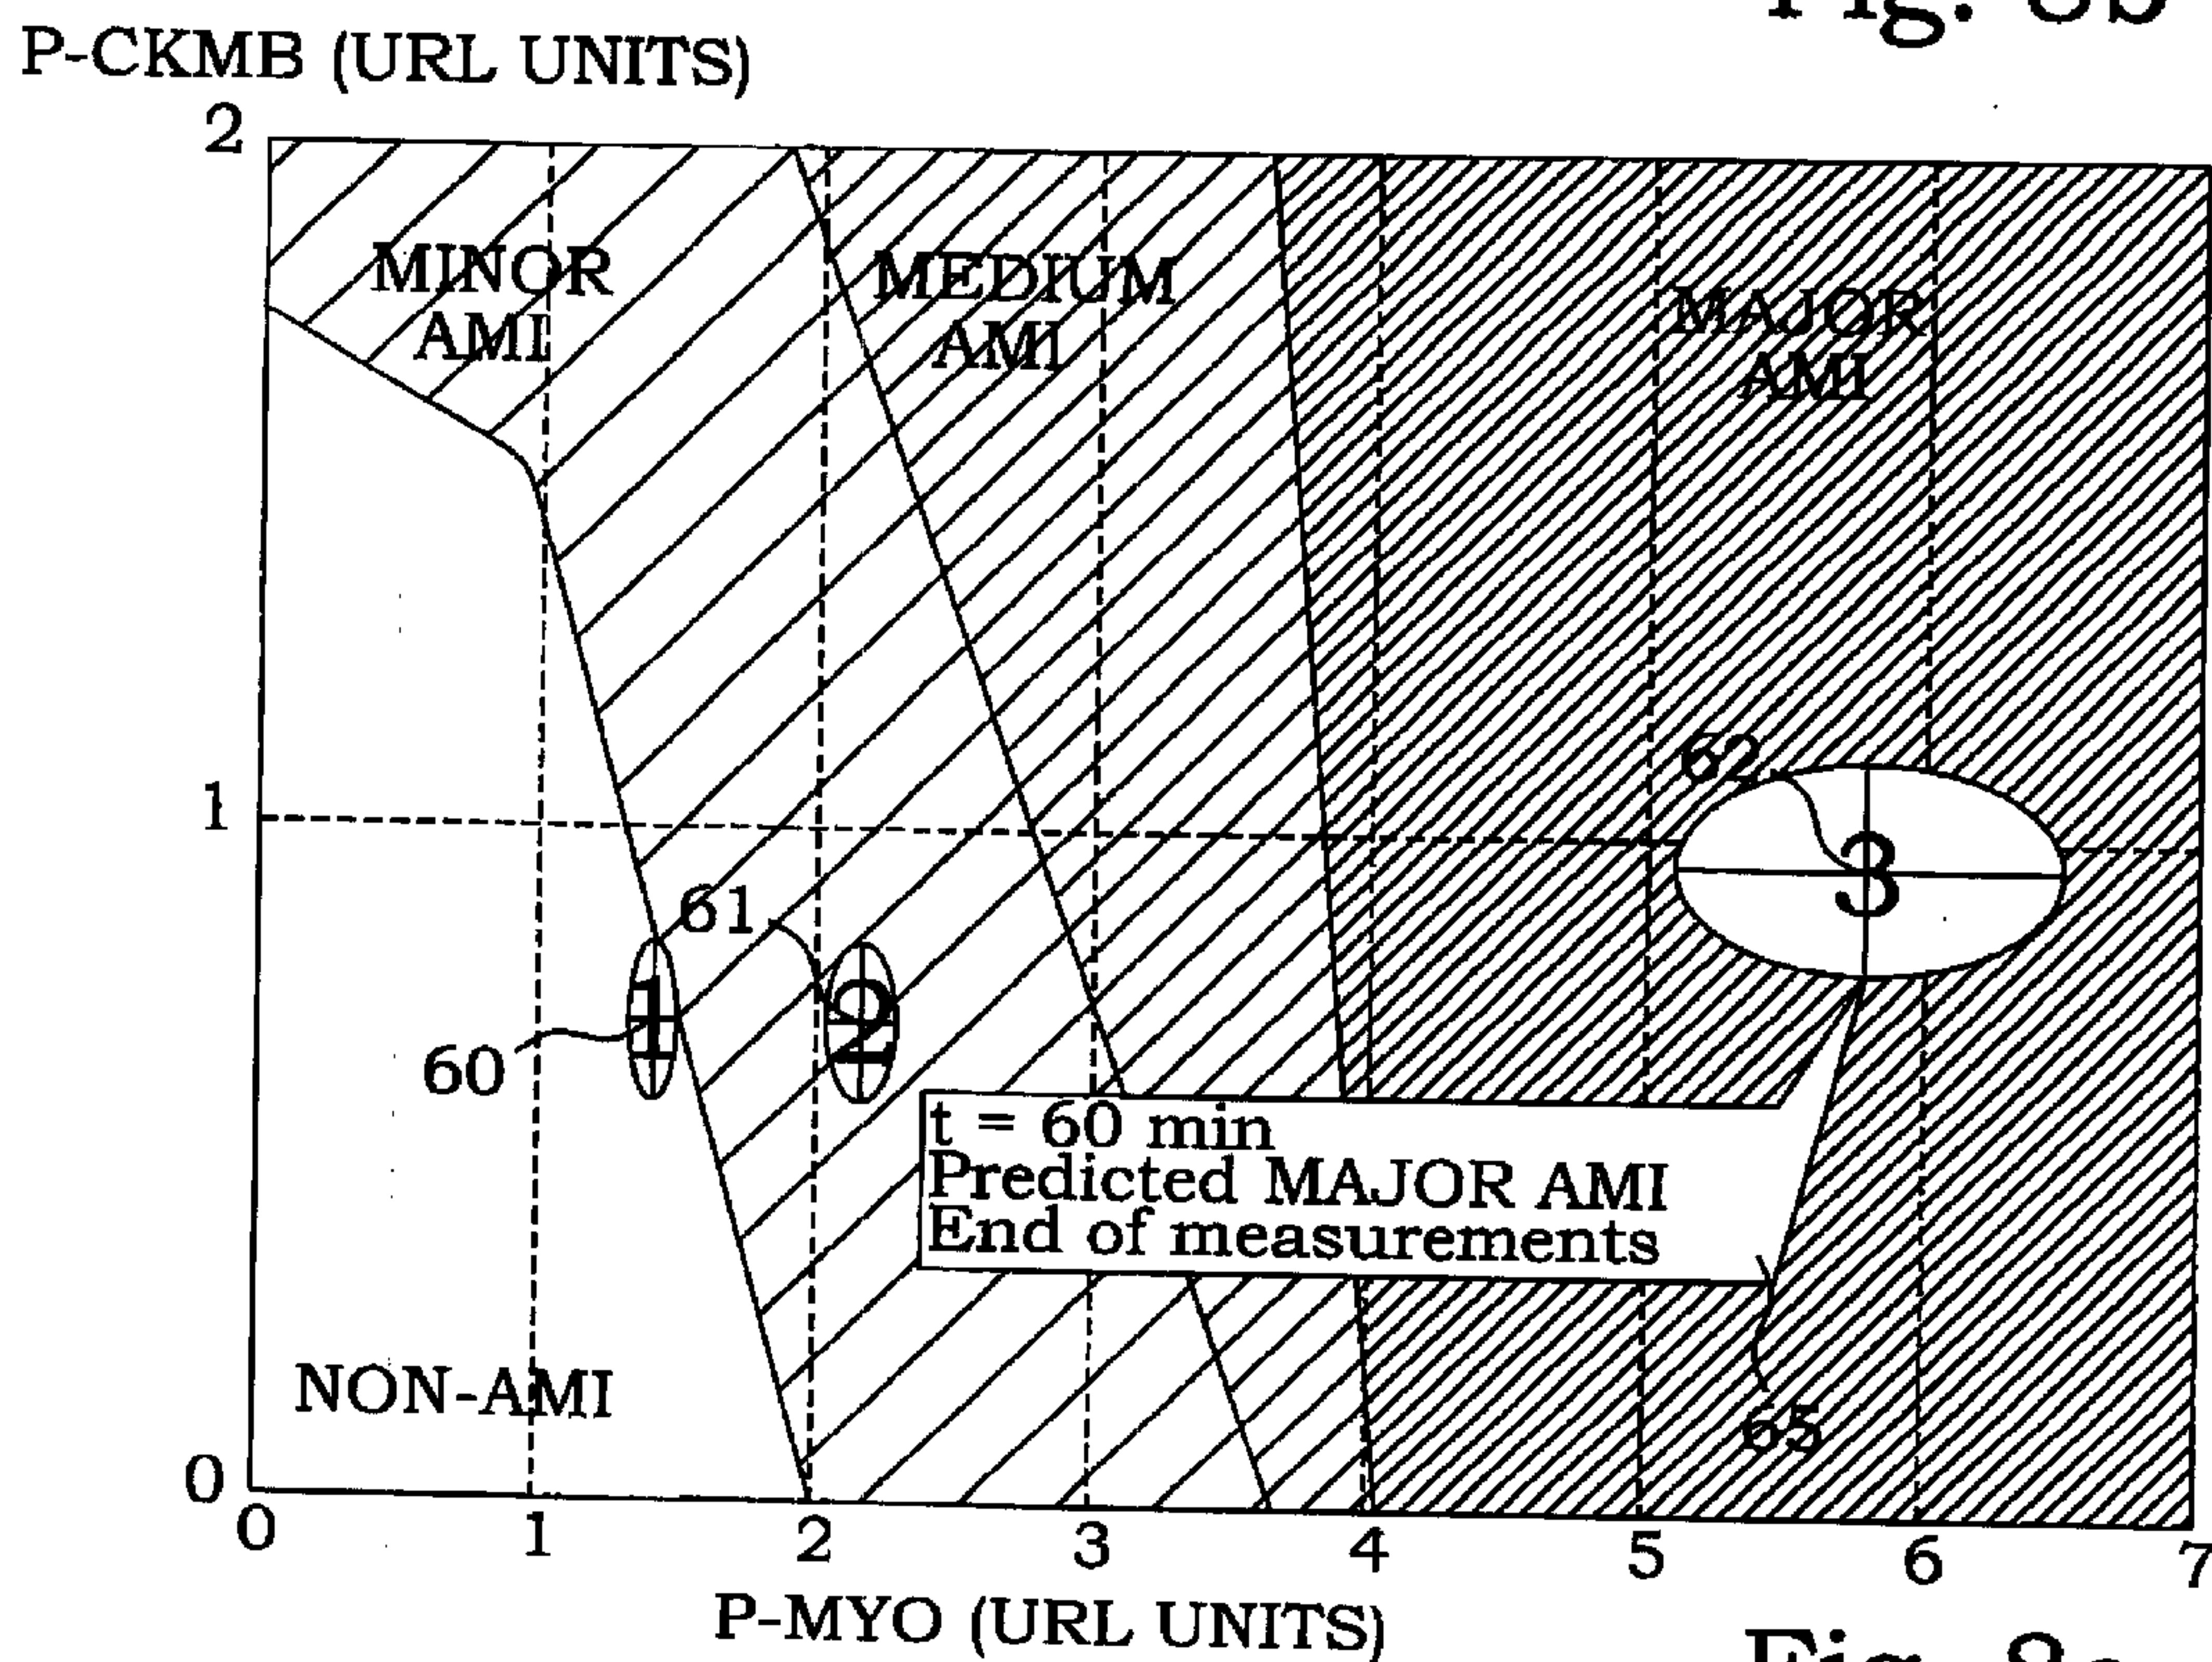 P-CKMB (URL UNITS)
2
MINOR
AMI
MEDIUM
AMI
MAJOR
AMI
1
62
3
61
1
2
60
t = 60 min
Predicted MAJOR AMI
End of measurements
NON-AMI
65
0
0
1
2
3
4
5
6
7
P-MYO (URL UNITS)